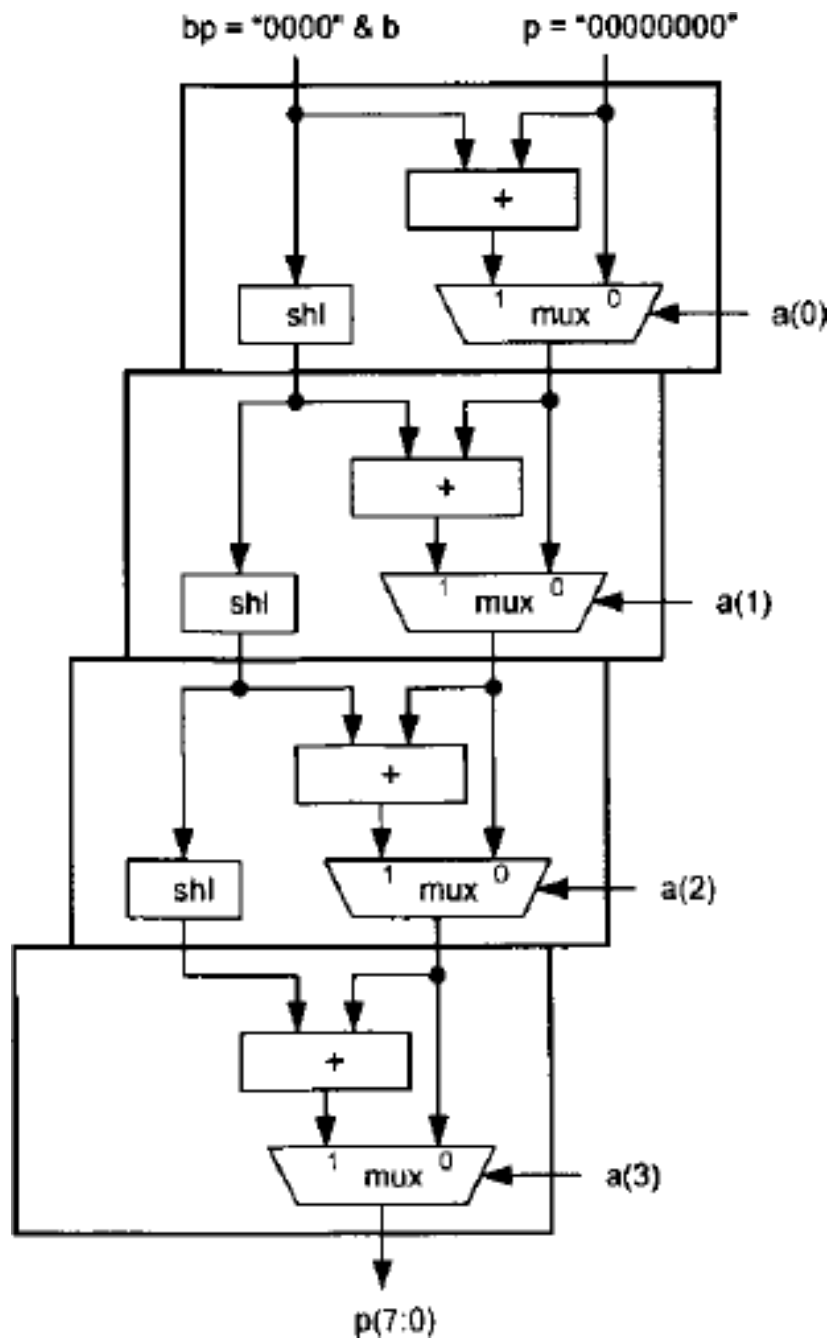 bp = "0000" & b p = "00000000"
+
1 0
shl mux a(0)
+
1 0
shl mux a(1)
+
1 0
shl mux a(2)
+
1 0
mux a(3)
p(7:0)